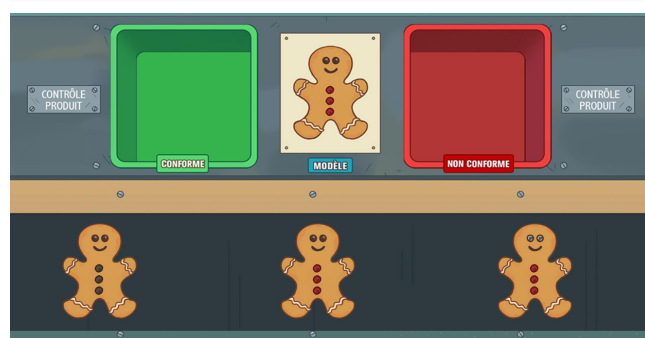 CONTRÔLE
PRODUIT
CONFORME
MODÈLE
NON CONFORME
CONTRÔLE
PRODUIT